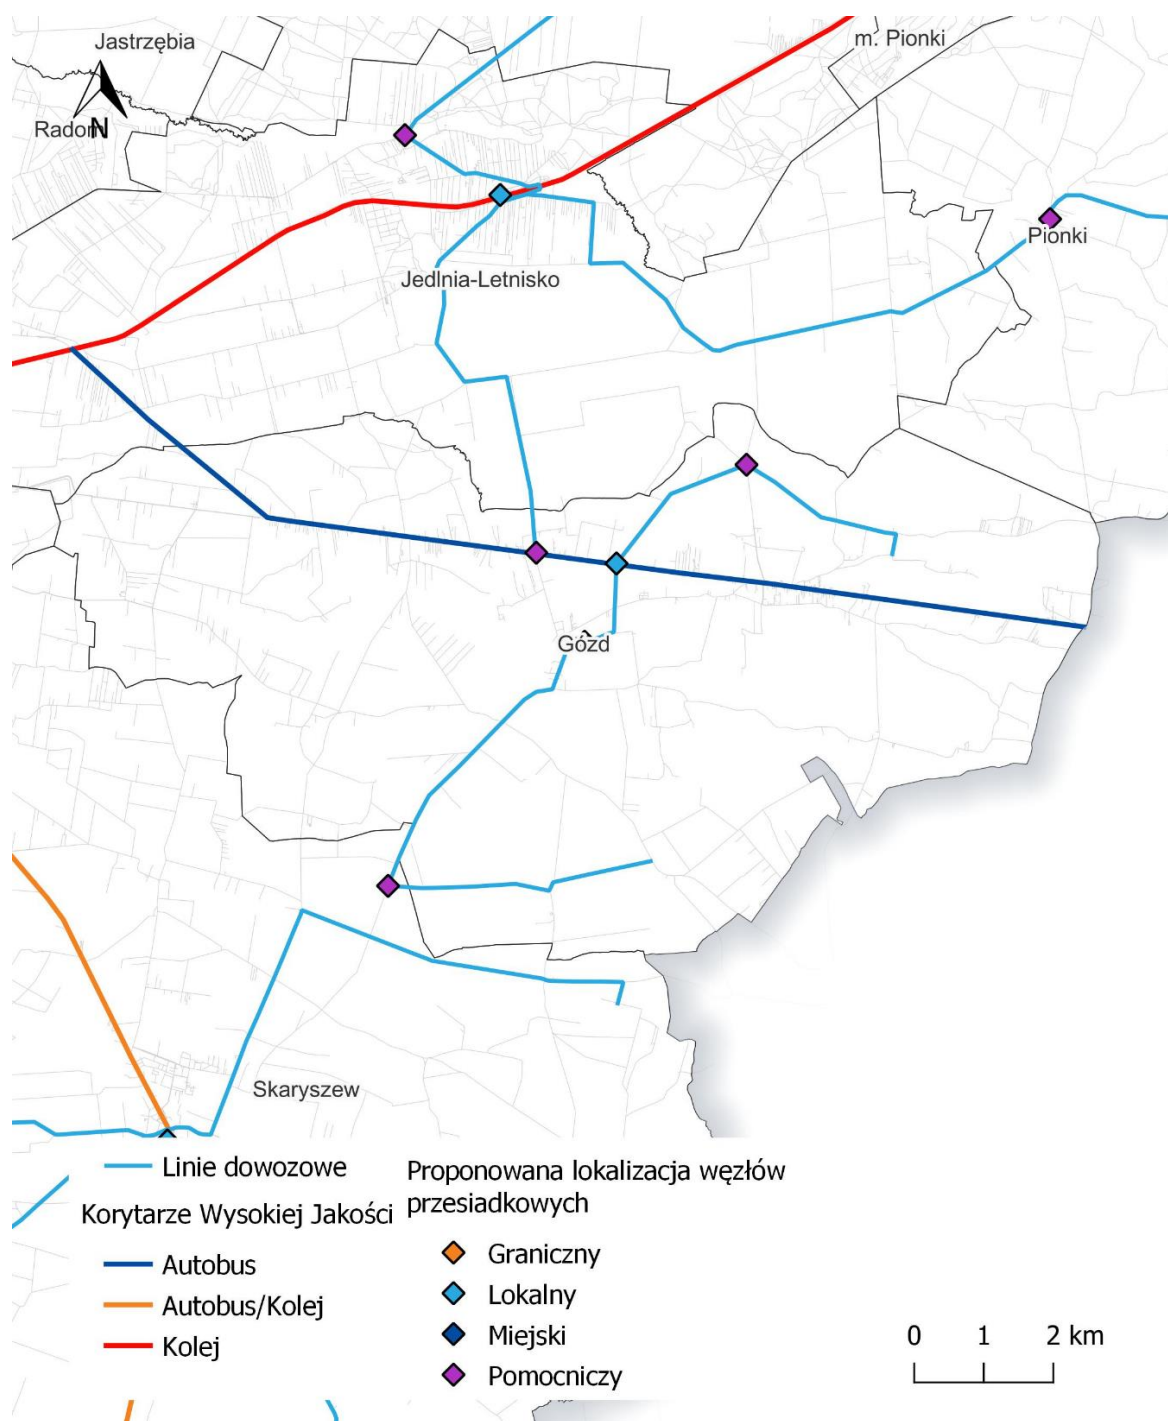 Jastrzębia
m. Pionki
Radom
N
Pionki
Jedlnia-Letnisko
Gózd
Skaryszew
Linie dowozowe
Korytarze Wysokiej Jakości
Autobus
Autobus/Kolej
Kolej
Proponowana lokalizacja węzłów
przesiadkowych
Graniczny
Lokalny
Miejski
Pomocniczy
0 1 2 km